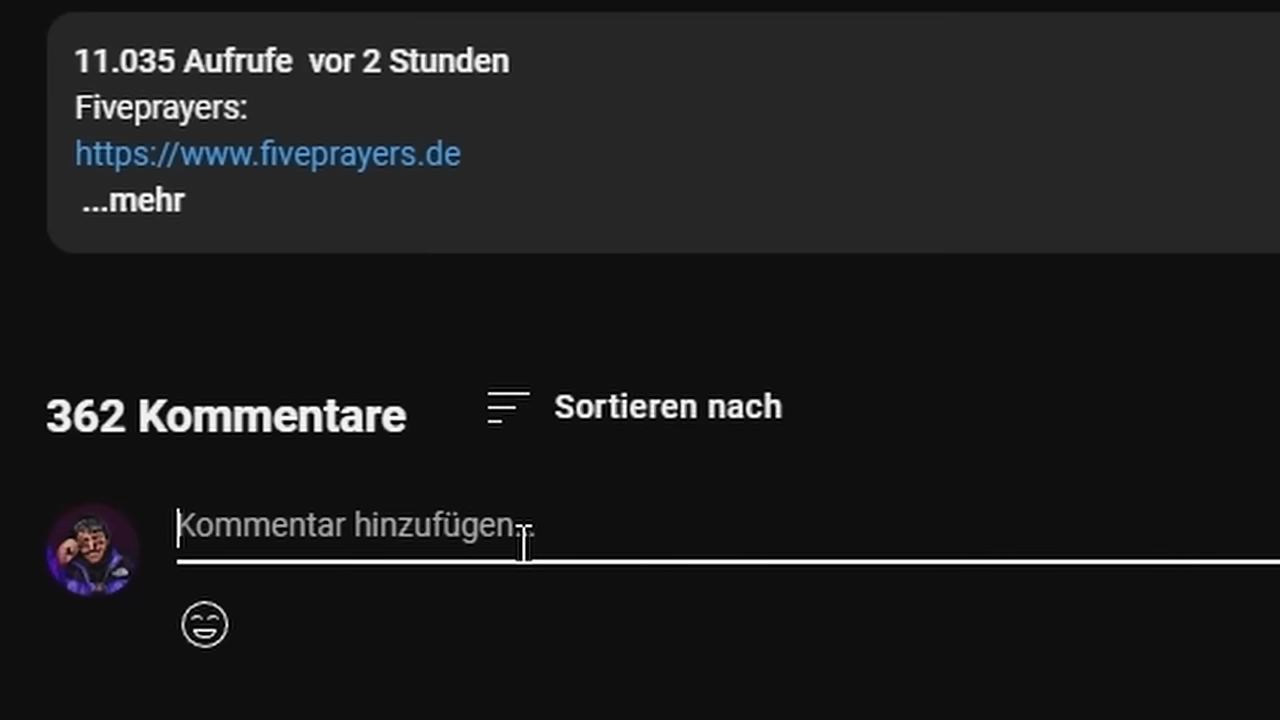 11.035 Aufrufe  vor 2 Stunden
Fiveprayers:
https://www.fiveprayers.de
...mehr
362 Kommentare
Sortieren nach
Kommentar hinzufügen...